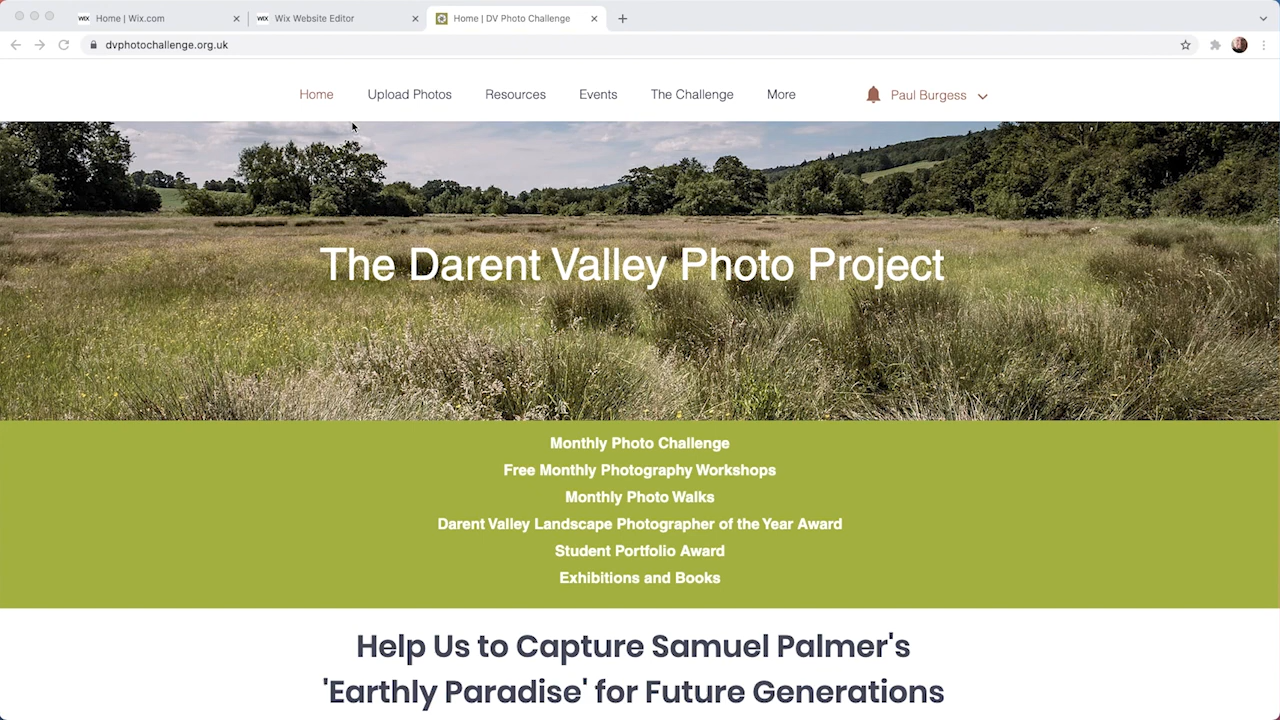 WIX Home | Wix.com
WIX Wix Website Editor
Home | DV Photo Challenge
dvphotochallenge.org.uk
Home Upload Photos Resources Events The Challenge More Paul Burgess
The Darent Valley Photo Project
Monthly Photo Challenge
Free Monthly Photography Workshops
Monthly Photo Walks
Darent Valley Landscape Photographer of the Year Award
Student Portfolio Award
Exhibitions and Books
Help Us to Capture Samuel Palmer's
'Earthly Paradise' for Future Generations